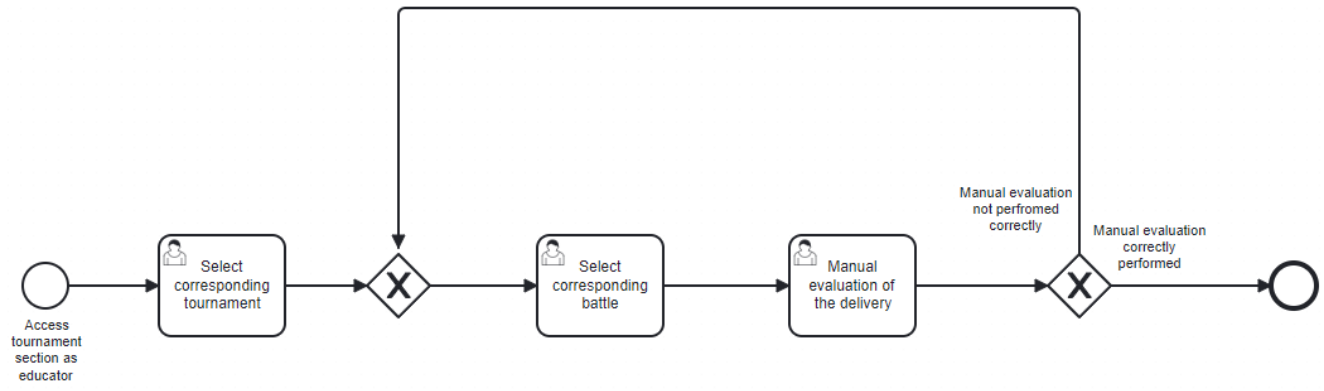 Access
tournament
section as
educator
Select
corresponding
tournament
X
Select
corresponding
battle
Manual
evaluation of
the delivery
Manual evaluation
not perfromed
correctly
X
Manual evaluation
correctly
performed